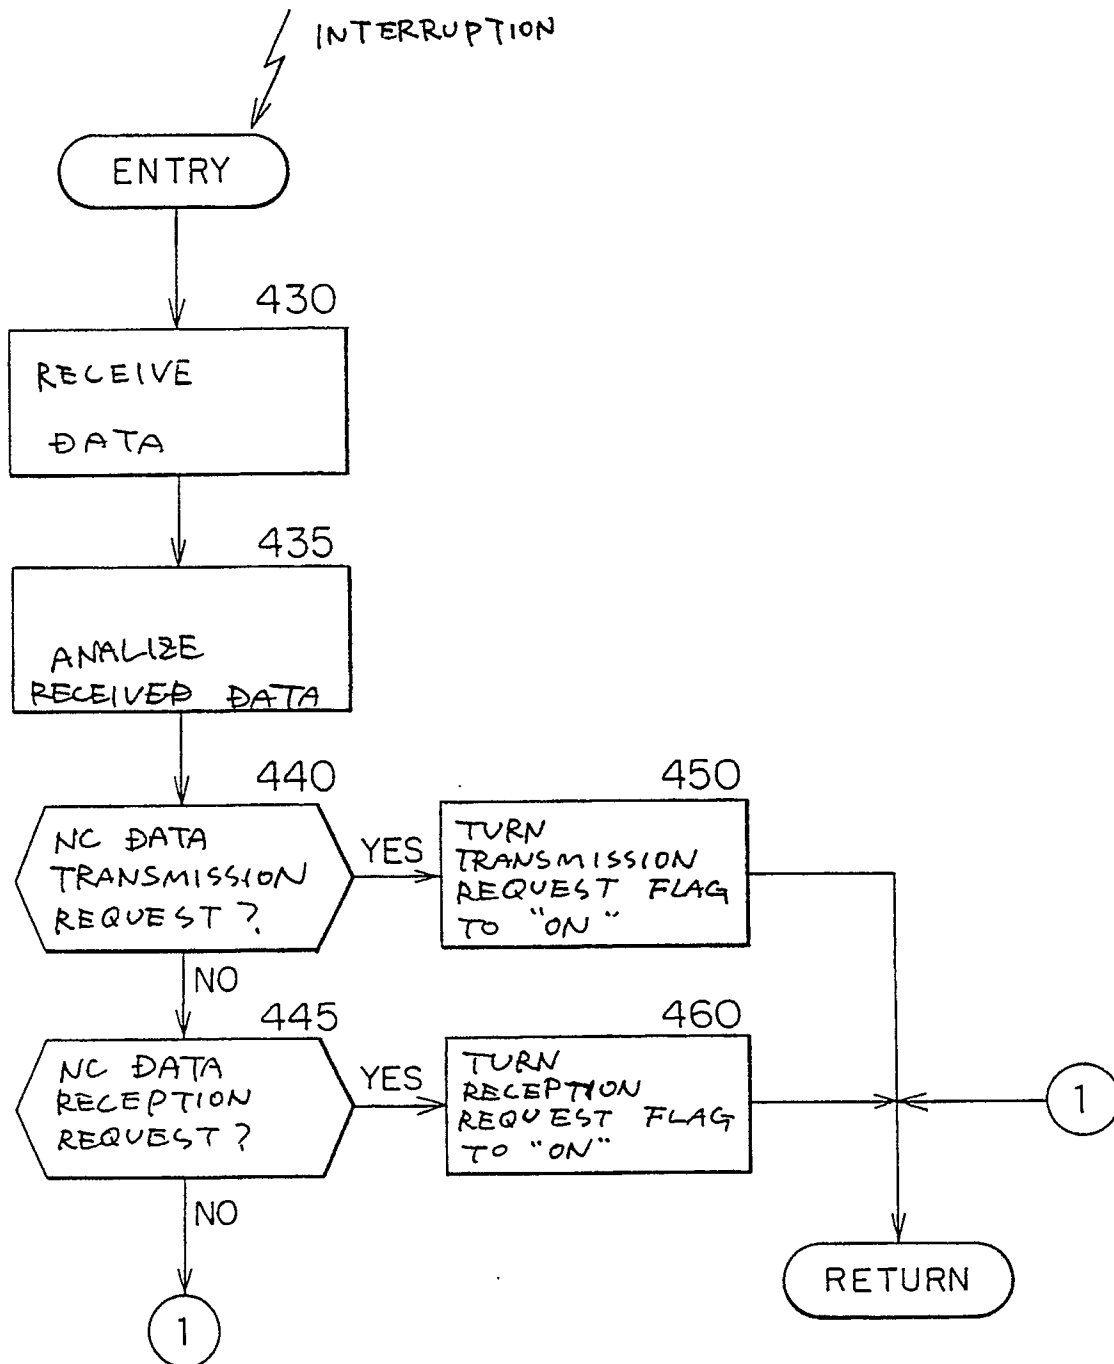 INTERRUPTION
ENTRY
430
RECEIVE
DATA
435
ANALIZE
RECEIVED DATA
440
NC DATA
TRANSMISSION
REQUEST?
YES
450
TURN
TRANSMISSION
REQUEST FLAG
TO "ON"
NO
445
NC DATA
RECEPTION
REQUEST?
YES
460
TURN
RECEPTION
REQUEST FLAG
TO "ON"
1
NO
RETURN
1